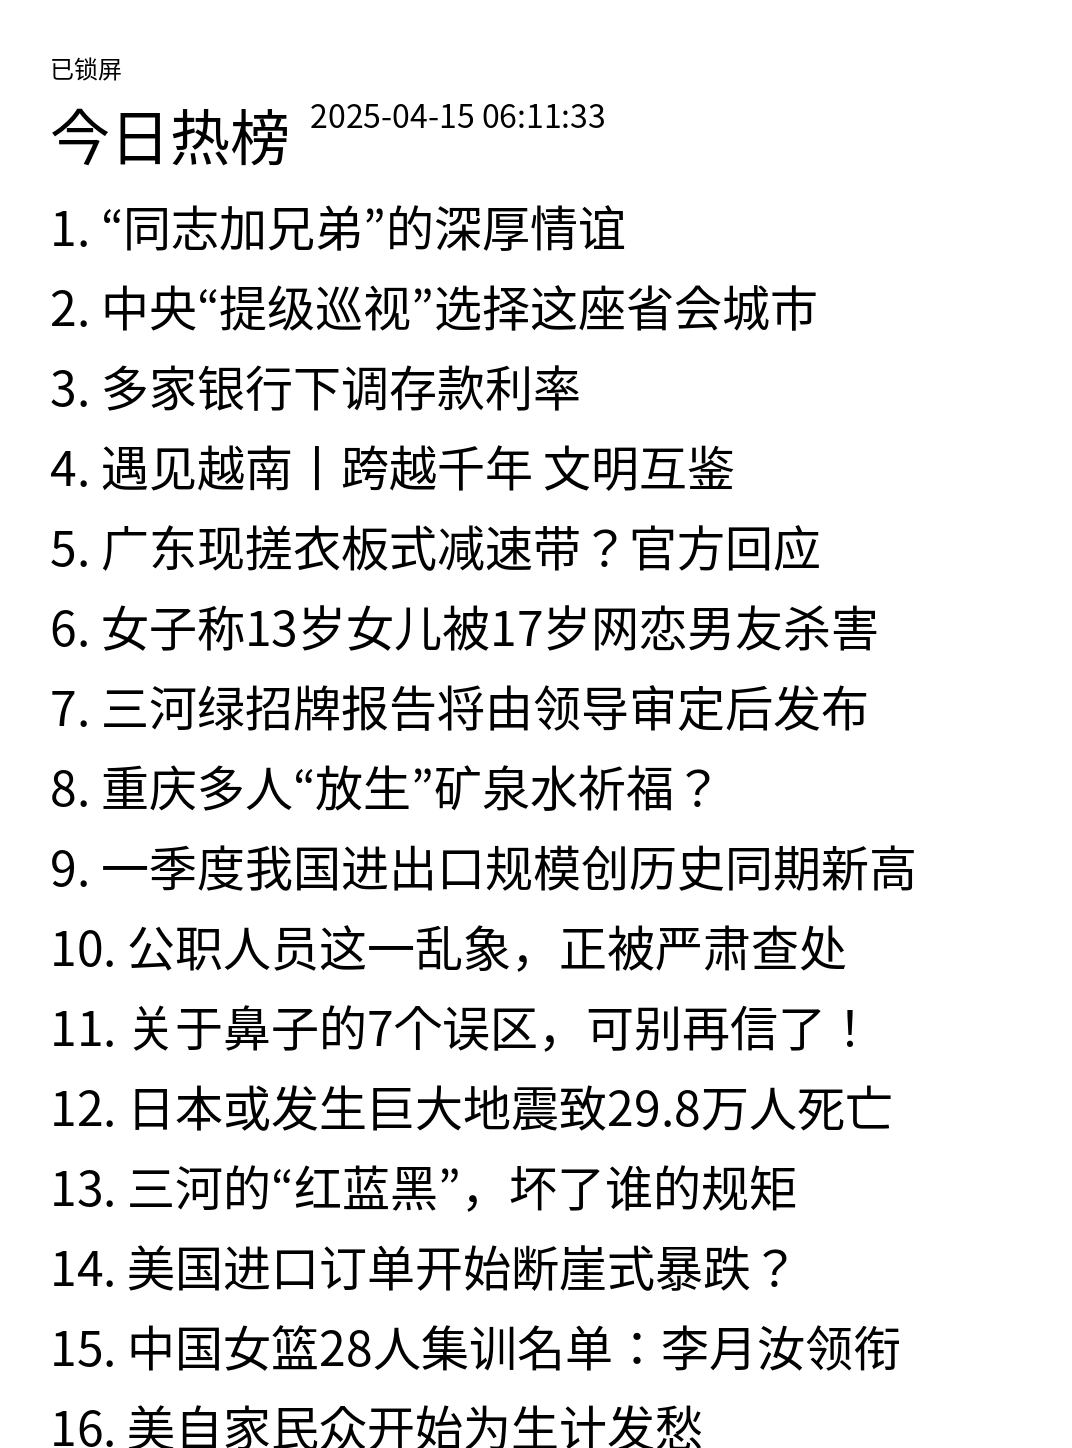 已锁屏
今日热榜 2025-04-15 06:11:33
1. “同志加兄弟”的深厚情谊
2. 中央“提级巡视”选择这座省会城市
3. 多家银行下调存款利率
4. 遇见越南丨跨越千年 文明互鉴
5. 广东现搓衣板式减速带？官方回应
6. 女子称13岁女儿被17岁网恋男友杀害
7. 三河绿招牌报告将由领导审定后发布
8. 重庆多人“放生”矿泉水祈福？
9. 一季度我国进出口规模创历史同期新高
10. 公职人员这一乱象，正被严肃查处
11. 关于鼻子的7个误区，可别再信了！
12. 日本或发生巨大地震致29.8万人死亡
13. 三河的“红蓝黑”，坏了谁的规矩
14. 美国进口订单开始断崖式暴跌？
15. 中国女篮28人集训名单：李月汝领衔
16. 美自家民众开始为生计发愁